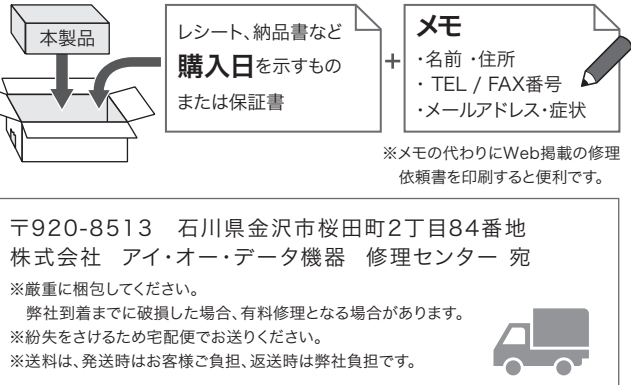 本製品
レシート、納品書など
購入日を示すもの
または保証書
+
メモ
・名前 ・住所
・ TEL / FAX番号
・メールアドレス・症状
※メモの代わりにWeb掲載の修理
依頼書を印刷すると便利です。
〒920-8513　石川県金沢市桜田町2丁目84番地
株式会社　アイ・オー・データ機器　修理センター 宛
※厳重に梱包してください。
弊社到着までに破損した場合、有料修理となる場合があります。
※紛失をさけるため宅配便でお送りください。
※送料は、発送時はお客様ご負担、返送時は弊社負担です。